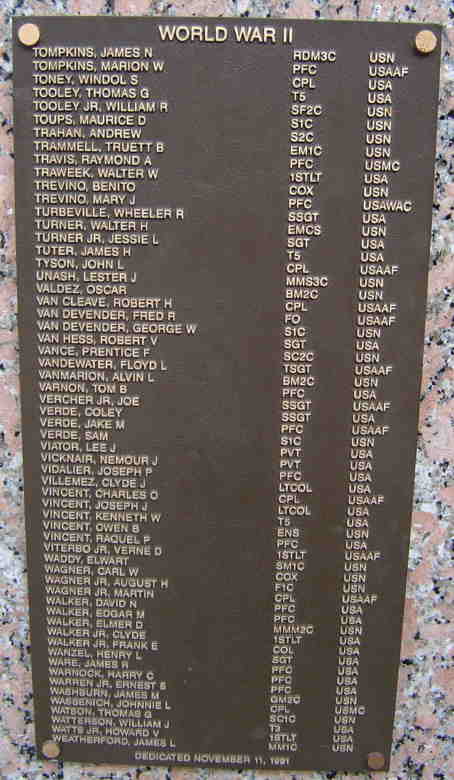 WORLD WAR II
TOMPKINS, JAMES N RDM3C USN
TOMPKINS, MARION W PFC USAAF
TONEY, WINDOL S CPL USA
TOOLEY, THOMAS G T5 USA
TOOLEY JR, WILLIAM R SF2C USN
TOUPS, MAURICE D S1C USN
TRAHAN, ANDREW S2C USN
TRAMMELL, TRUETT B EM1C USN
TRAVIS, RAYMOND A PFC USMC
TRAWEEK, WALTER W 1STLT USA
TREVINO, BENITO COX USN
TREVINO, MARY J PFC USAWAC
TURBEVILLE, WHEELER R SSGT USA
TURNER, WALTER H EMCS USN
TURNER JR, JESSIE L SGT USA
TUTER, JAMES H T5 USA
TYSON, JOHN L CPL USAAF
UNASH, LESTER J MMS3C USN
VALDEZ, OSCAR BM2C USN
VAN CLEAVE, ROBERT H CPL USAAF
VAN DEVENDER, FRED R FO USAAF
VAN DEVENDER, GEORGE W S1C USN
VAN HESS, ROBERT V SGT USA
VANCE, PRENTICE F SC2C USN
VANDEWATER, FLOYD L TSGT USAAF
VANMARION, ALVIN L BM2C USN
VARNON, TOM B PFC USA
VERCHER JR, JOE SSGT USAAF
VERDE, COLEY SSGT USA
VERDE, JAKE M PFC USAAF
VERDE, SAM S1C USN
VIATOR, LEE J PVT USA
VICKNAIR, NEMOUR J PVT USA
VIDALIER, JOSEPH P PFC USA
VILLEMEZ, CLYDE J LTCOL USA
VINCENT, CHARLES O CPL USAAF
VINCENT, JOSEPH J LTCOL USA
VINCENT, KENNETH W T5 USA
VINCENT, OWEN B ENS USN
VINCENT, RAQUEL P PFC USA
VITERBO JR, VERNE D 1STLT USAAF
WADDY, ELWART SM1C USN
WAGNER, CARL W COX USN
WAGNER JR, AUGUST H F1C USN
WAGNER JR, MARTIN CPL USAAF
WALKER, DAVID N PFC USA
WALKER, EDGAR M PFC USA
WALKER, ELMER D MMM2C USN
WALKER JR, CLYDE 1STLT USA
WALKER JR, FRANK E COL USA
WANZEL, HENRY L SGT USA
WARE, JAMES R PFC USA
WARNOCK, HARRY C PFC USA
WARREN JR, ERNEST S PFC USA
WASHBURN, JAMES M GM2C USN
WASSENICH, JOHNNIE L CPL USMC
WATSON, THOMAS G SC1C USN
WATTERSON, WILLIAM J T3 USA
WATTS JR, HOWARD V 1STLT USA
WEATHERFORD, JAMES L MM1C USN
DEDICATED NOVEMBER 11, 1991